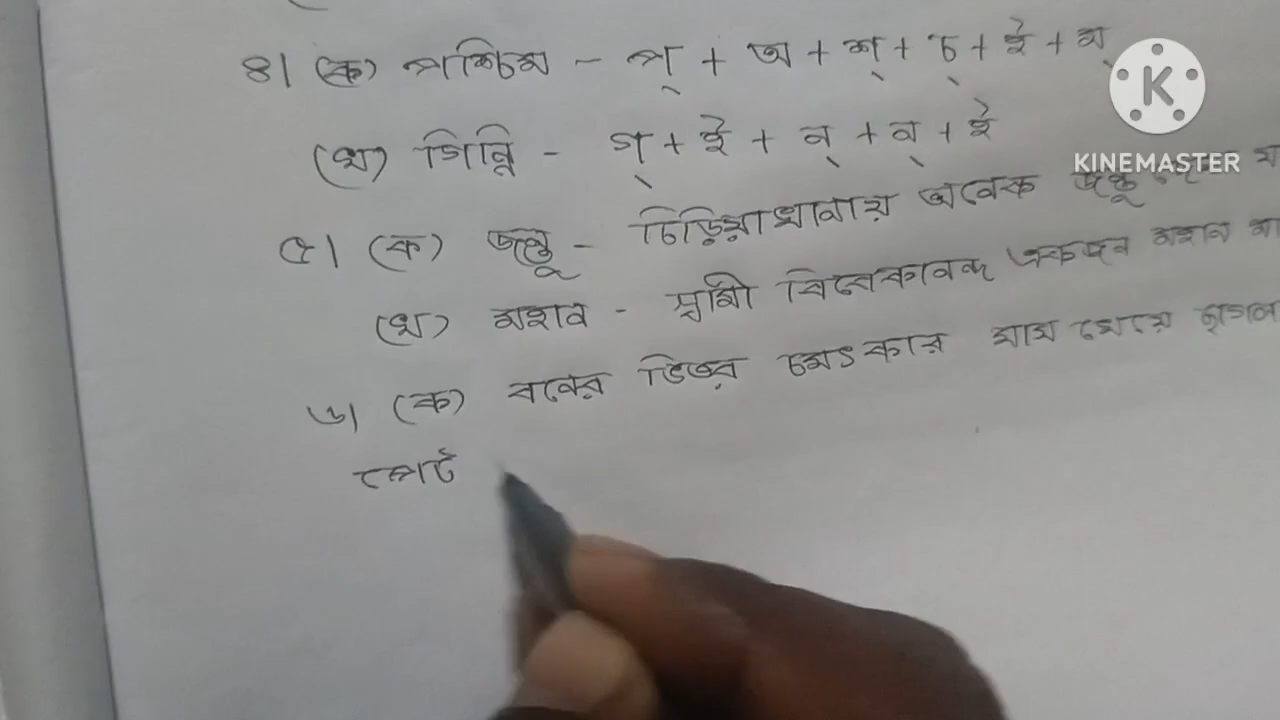 ৪। (ক) পশ্চিম - প্ + অ + শ্ + চ্ + ই + ম্
(খ) গিন্নি - গ্ + ই + ন্ + ন্ + ই
৫। (ক) জন্তু - চিড়িয়াখানায় অনেক জন্তু
(খ) মহান - স্বামী বিবেকানন্দ একজন মহান
৬। (ক) বনের ভিতর চমৎকার ঘাস খেয়ে
পেট
KINEMASTER